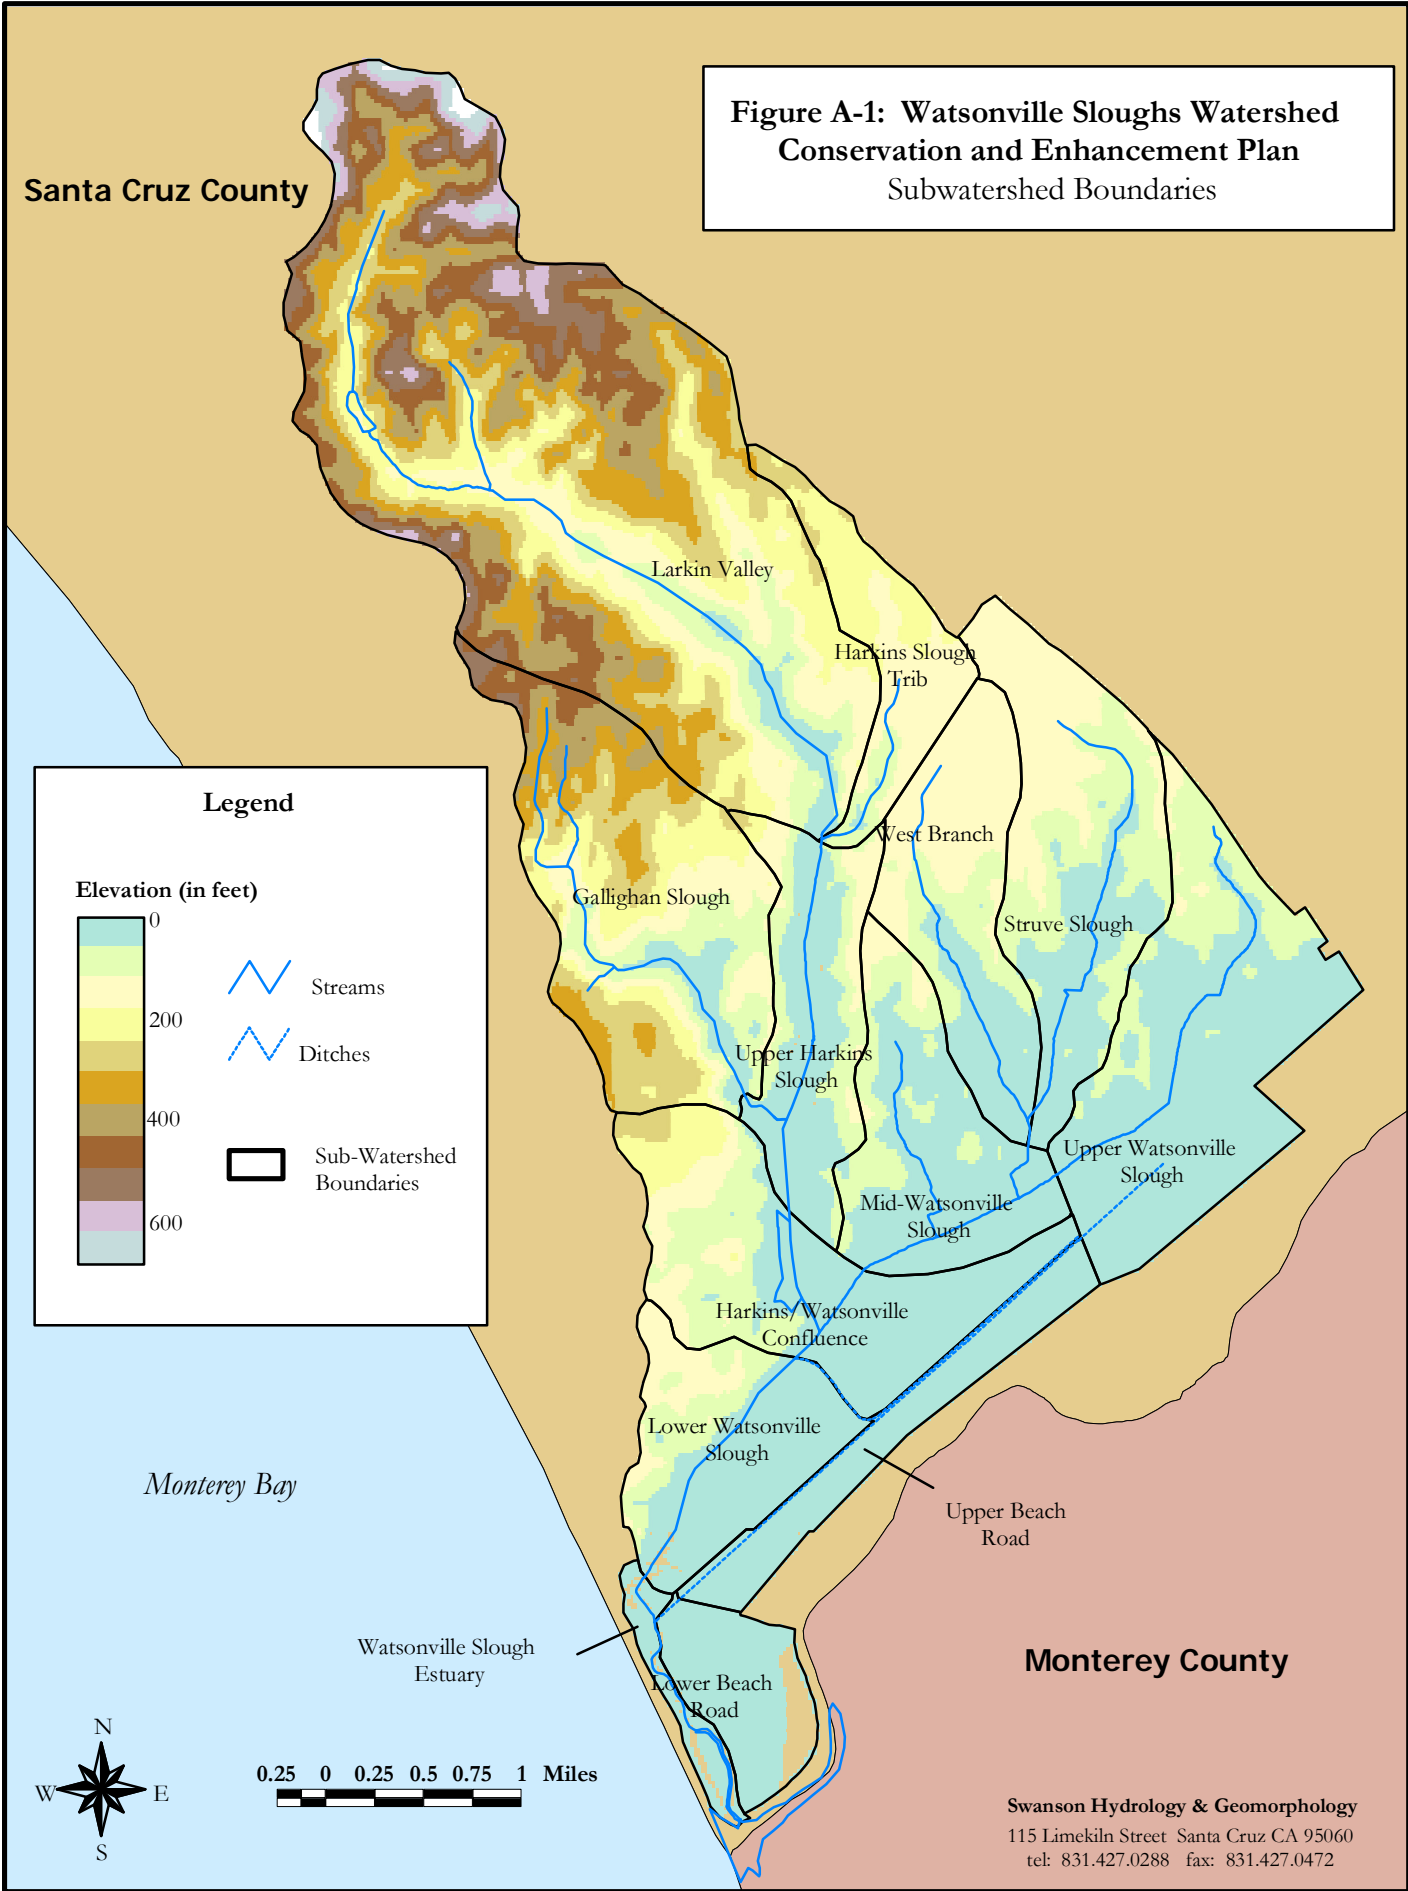 Figure A-1: Watsonville Sloughs Watershed
Conservation and Enhancement Plan
Subwatershed Boundaries
Santa Cruz County
Larkin Valley
Harkins Slough
Trib
West Branch
Gallighan Slough
Struve Slough
Upper Harkins
Slough
Upper Watsonville
Slough
Mid-Watsonville
Slough
Harkins/Watsonville
Confluence
Lower Watsonville
Slough
Upper Beach
Road
Watsonville Slough
Estuary
Lower Beach
Road
Legend
Elevation (in feet)
0
200
400
600
Streams
Ditches
Sub-Watershed
Boundaries
Monterey Bay
Monterey County
N
W E
S
0.25 0 0.25 0.5 0.75 1 Miles
Swanson Hydrology & Geomorphology
115 Limekiln Street Santa Cruz CA 95060
tel: 831.427.0288 fax: 831.427.0472